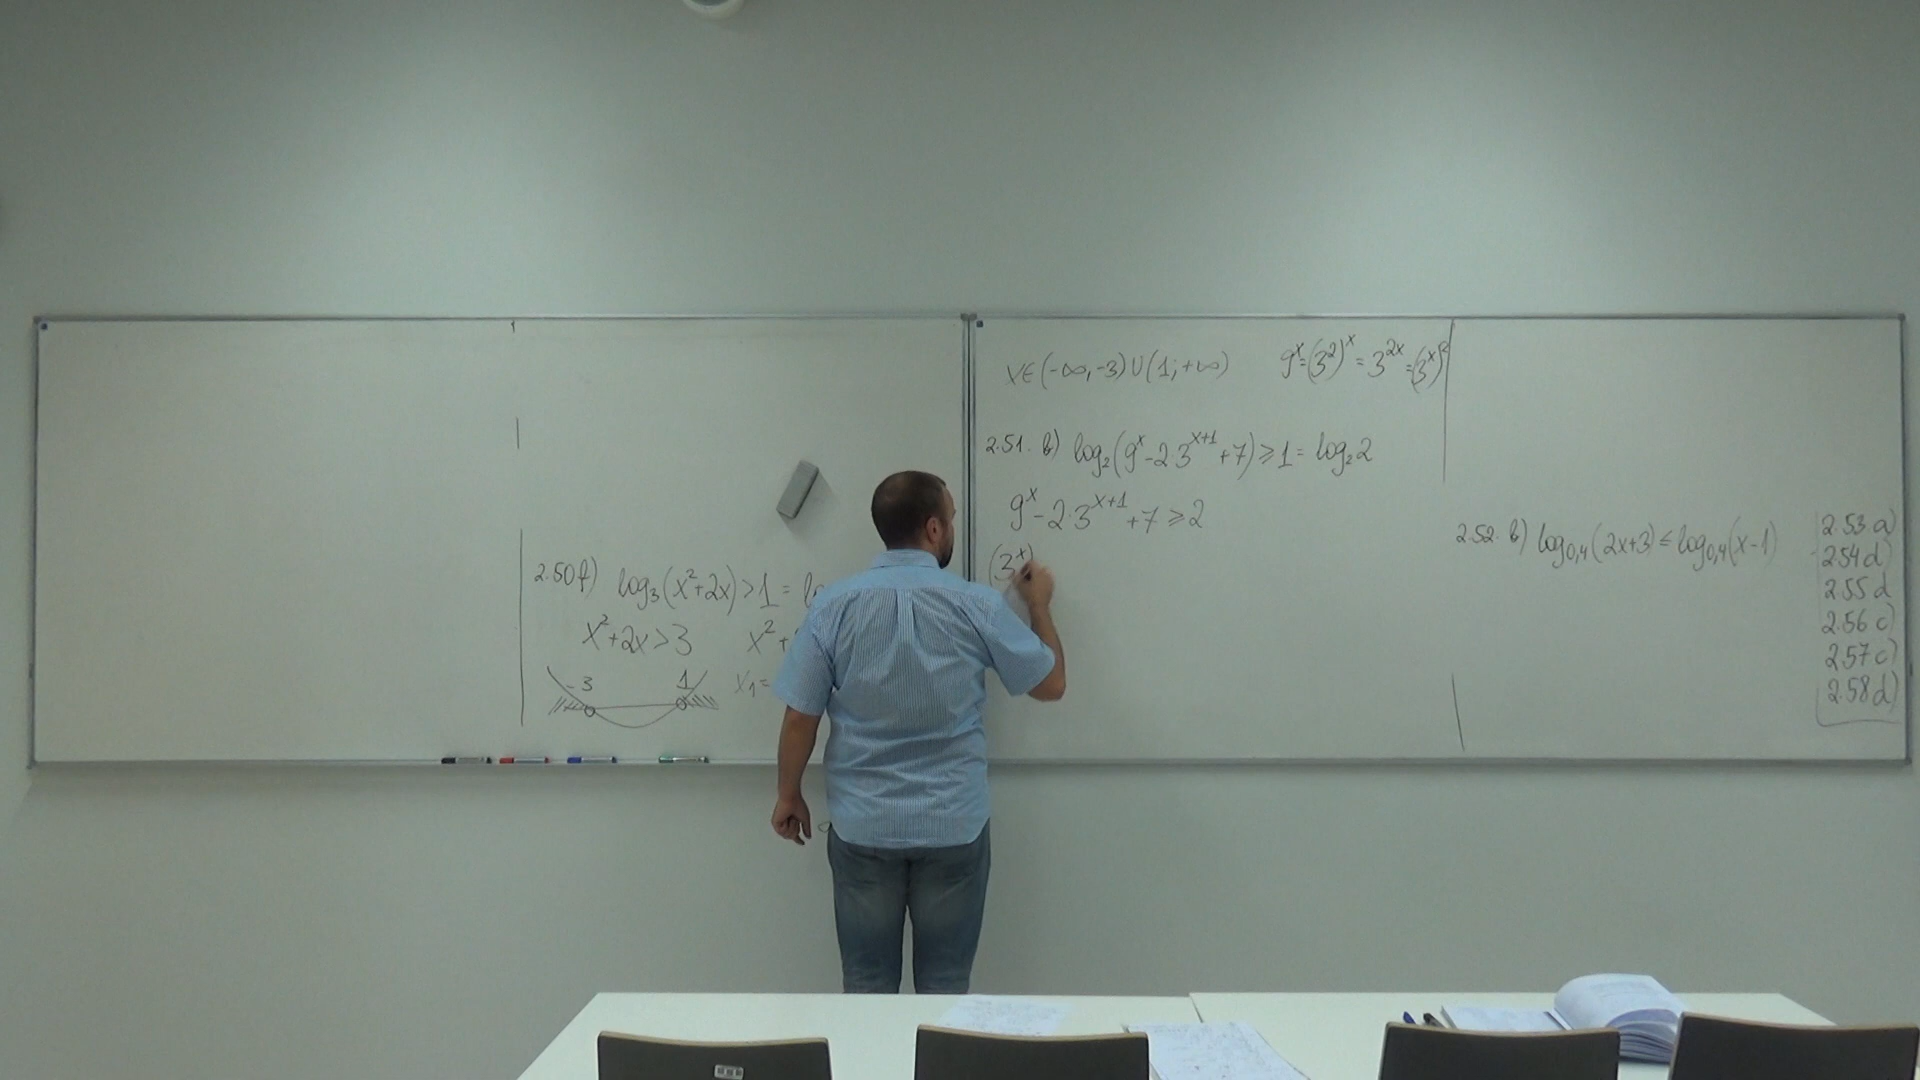 2.50 f) log₃(x²+2x)>1 =
x²+2x>3
x²+
-3 1
x₁=
x∈(-∞,-3)∪(1;+∞)
9ˣ=(3²)ˣ=3²ˣ=(3ˣ)²
2.51. b) log₂(9ˣ-2·3ˣ⁺¹+7)≥1 = log₂2
9ˣ-2·3ˣ⁺¹+7≥2
(3ˣ)
2.52. b) log₀,₄(2x+3)≤log₀,₄(x-1)
2.53 a)
2.54 d)
2.55 d
2.56 c)
2.57 c)
2.58 d)